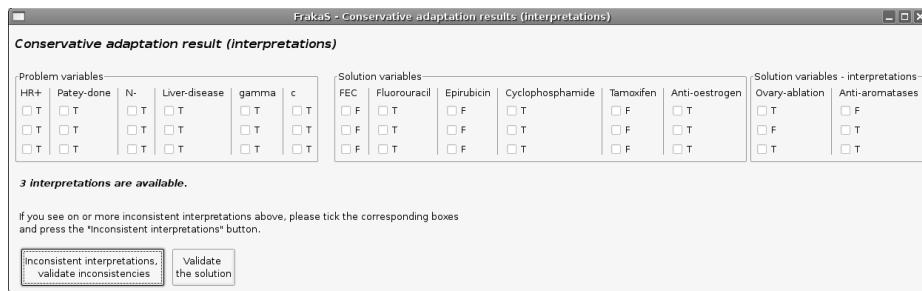 FrakaS - Conservative adaptation results (interpretations)
Conservative adaptation result (interpretations)
Problem variables Solution variables Solution variables - interpretations
HR+ Patey-done N- Liver-disease gamma c FEC Fluorouracil Epirubicin Cyclophosphamide Tamoxifen Anti-oestrogen Ovary-ablation Anti-aromatases
T T T T T T F T F T F T T F
T T T T T T F T F T F T F T
T T T T T T F T F T F T T T
3 interpretations are available.
If you see on or more inconsistent interpretations above, please tick the corresponding boxes
and press the "Inconsistent interpretations" button.
Inconsistent interpretations, Validate
validate inconsistencies the solution